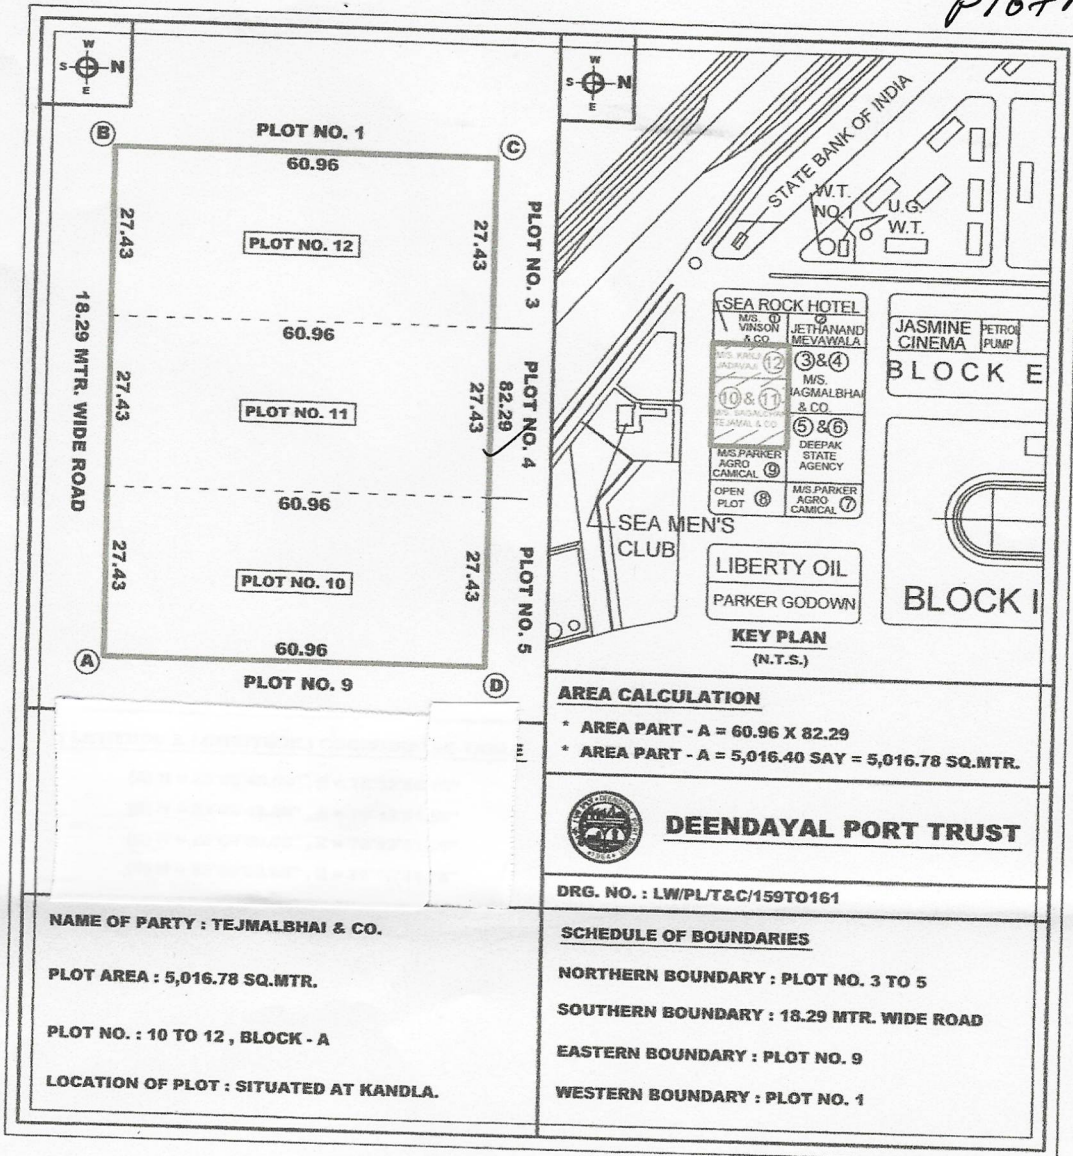 W
S N
E
B
PLOT NO. 1
C
60.96
27.43
PLOT NO. 12
27.43
PLOT NO. 3
60.96
18.29 MTR. WIDE ROAD
27.43
PLOT NO. 11
27.43
82.29
PLOT NO. 4
60.96
27.43
PLOT NO. 10
27.43
PLOT NO. 5
60.96
A
PLOT NO. 9
D
W
S N
E
STATE BANK OF INDIA
W.T.
NO.1
U.G.
W.T.
SEA ROCK HOTEL
M/S. 1
VINSON
& CO.
2
JETHANAND
MEVAWALA
12
3&4
M/S.
JAGMALBHAI
& CO.
10 & 11
TEJAMAL & CO
5 &6
DEEPAK
STATE
AGENCY
M/S.PARKER
AGRO
CAMICAL 9
OPEN
PLOT 8
M/S.PARKER
AGRO
CAMICAL 7
JASMINE
CINEMA
PETROL
PUMP
BLOCK E
SEA MEN'S
CLUB
LIBERTY OIL
PARKER GODOWN
BLOCK I
KEY PLAN
(N.T.S.)
AREA CALCULATION
* AREA PART - A = 60.96 X 82.29
* AREA PART - A = 5,016.40 SAY = 5,016.78 SQ.MTR.
DEENDAYAL PORT TRUST
DRG. NO. : LW/PL/T&C/159TO161
NAME OF PARTY : TEJMALBHAI & CO.
PLOT AREA : 5,016.78 SQ.MTR.
PLOT NO. : 10 TO 12 , BLOCK - A
LOCATION OF PLOT : SITUATED AT KANDLA.
SCHEDULE OF BOUNDARIES
NORTHERN BOUNDARY : PLOT NO. 3 TO 5
SOUTHERN BOUNDARY : 18.29 MTR. WIDE ROAD
EASTERN BOUNDARY : PLOT NO. 9
WESTERN BOUNDARY : PLOT NO. 1